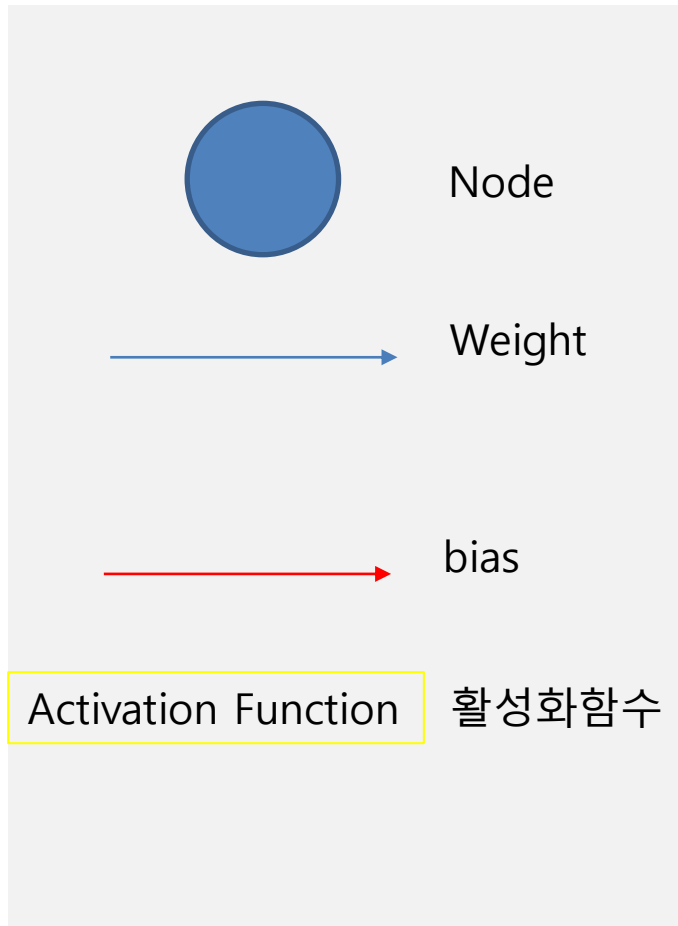 Node
Weight
bias
Activation Function 활성화함수